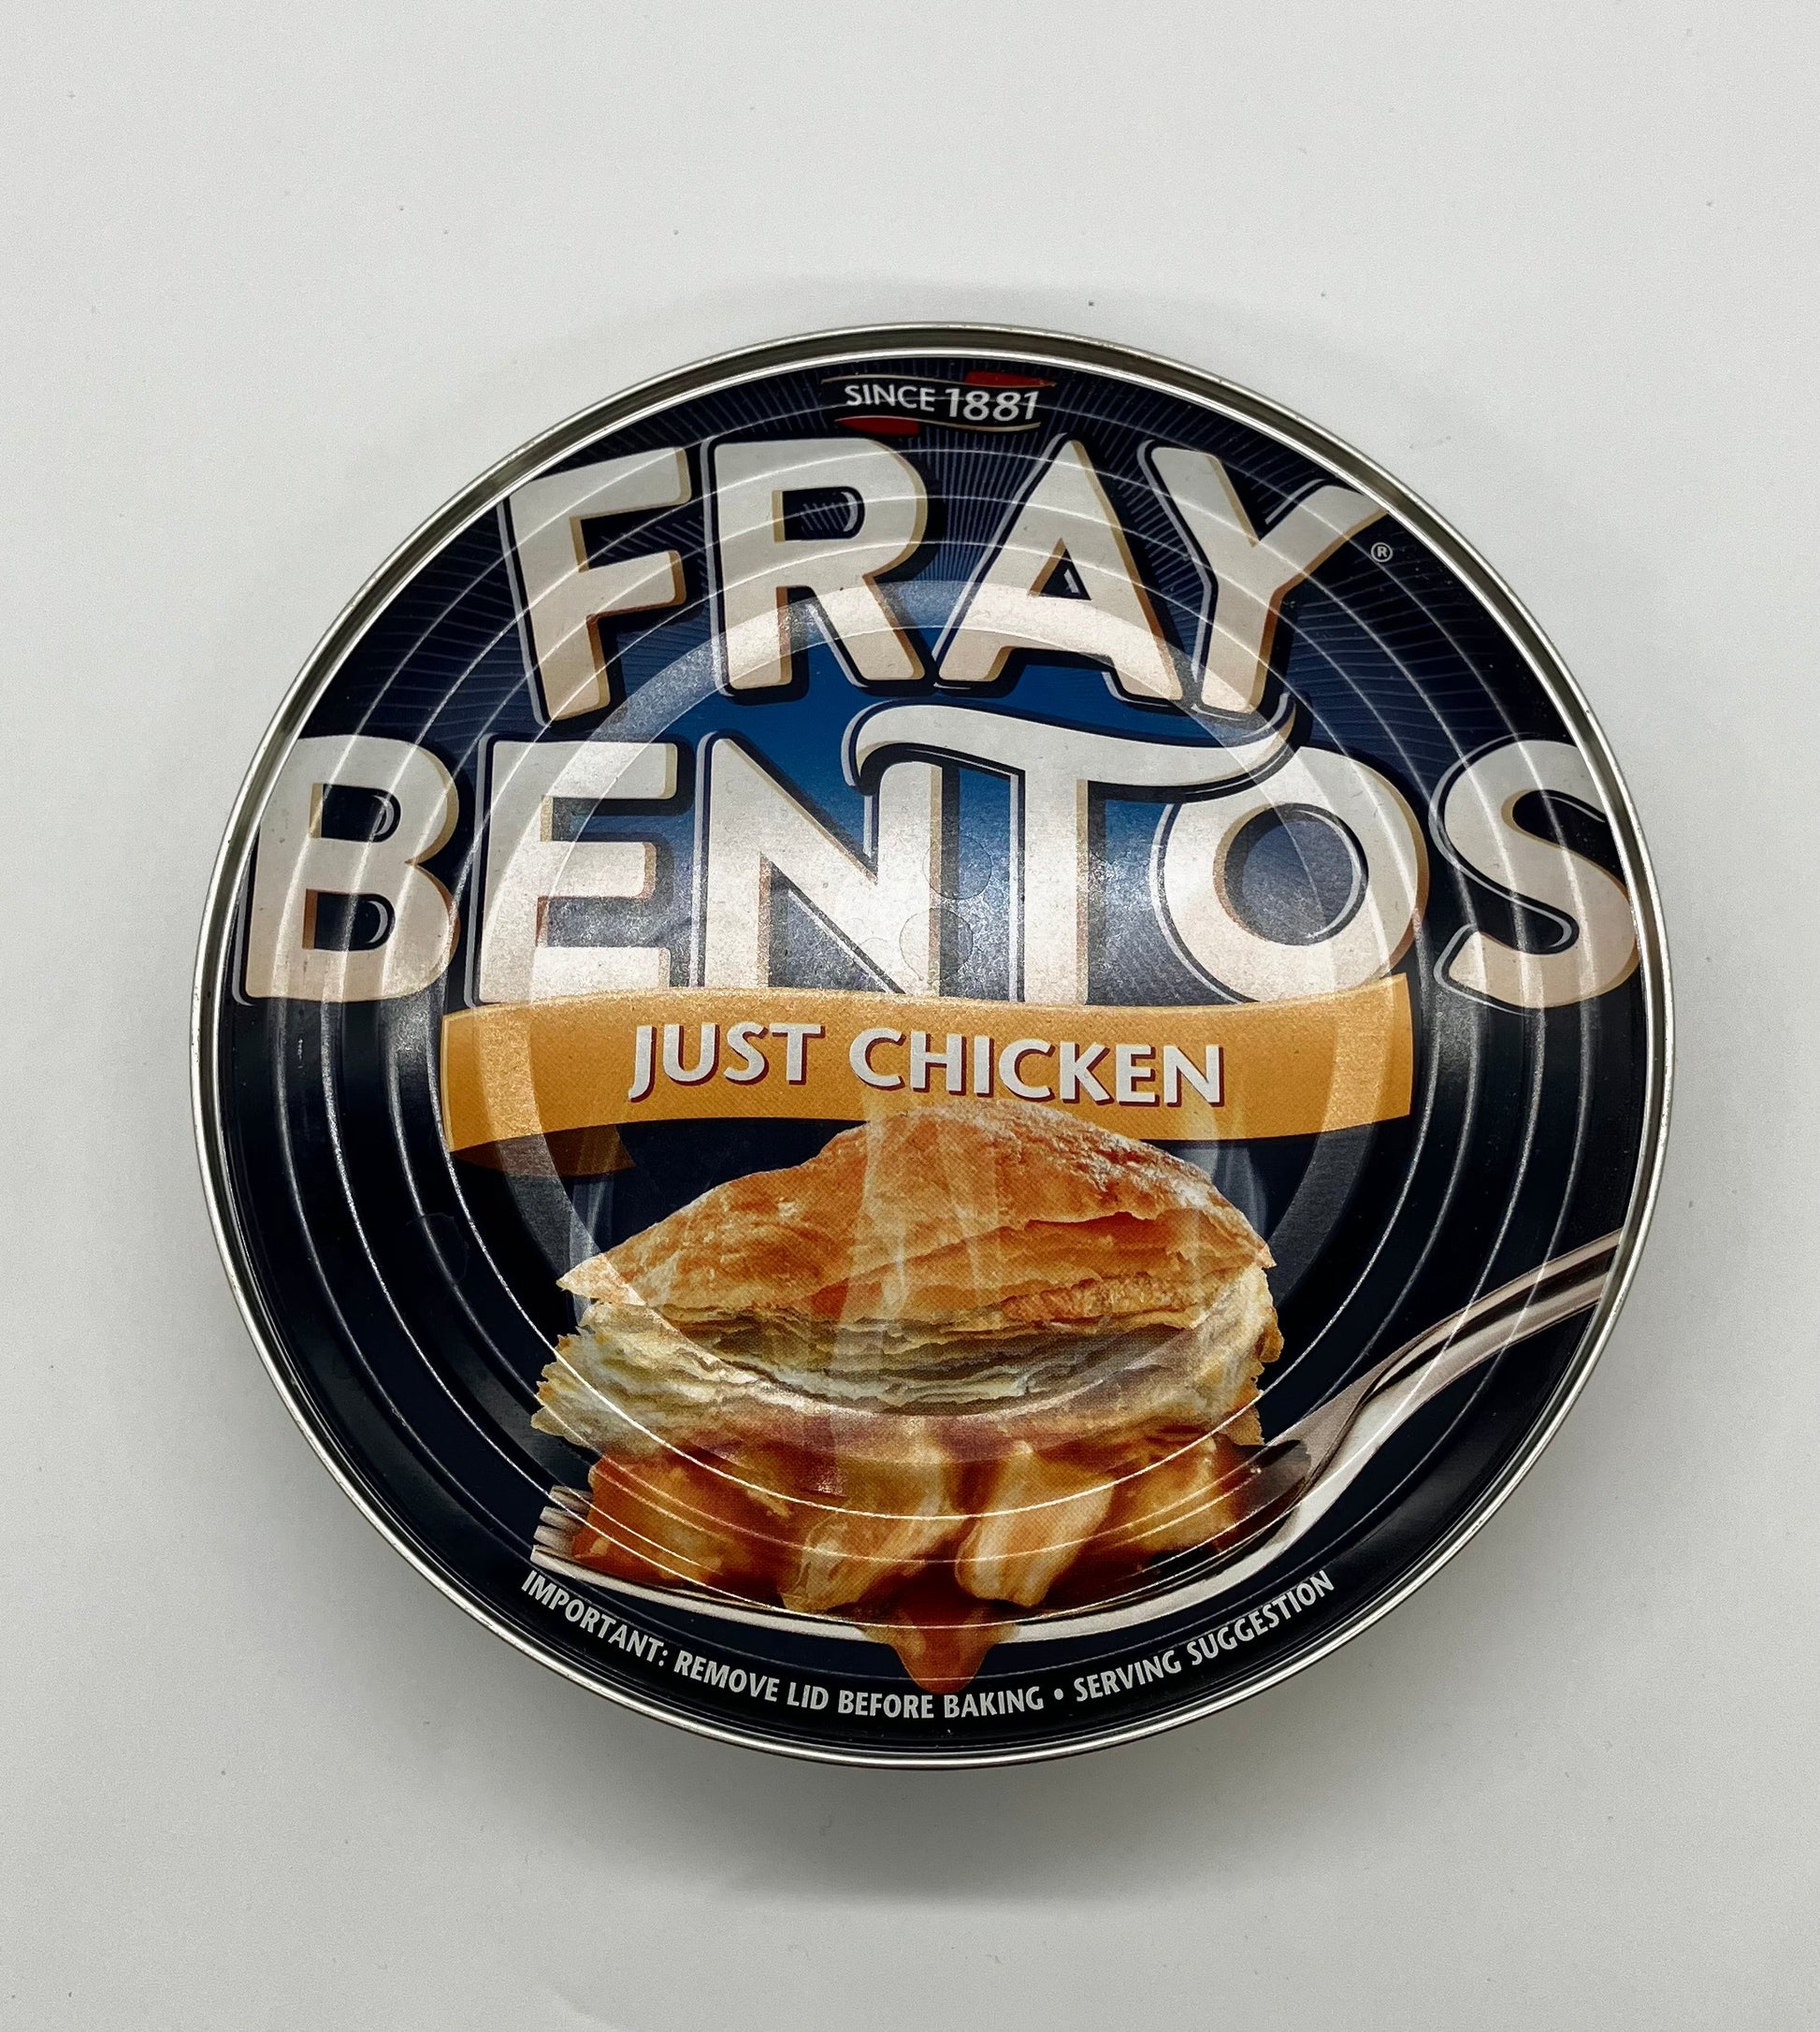 SINCE 1881
FRAY ®
BENTOS
JUST CHICKEN
IMPORTANT: REMOVE LID BEFORE BAKING • SERVING SUGGESTION